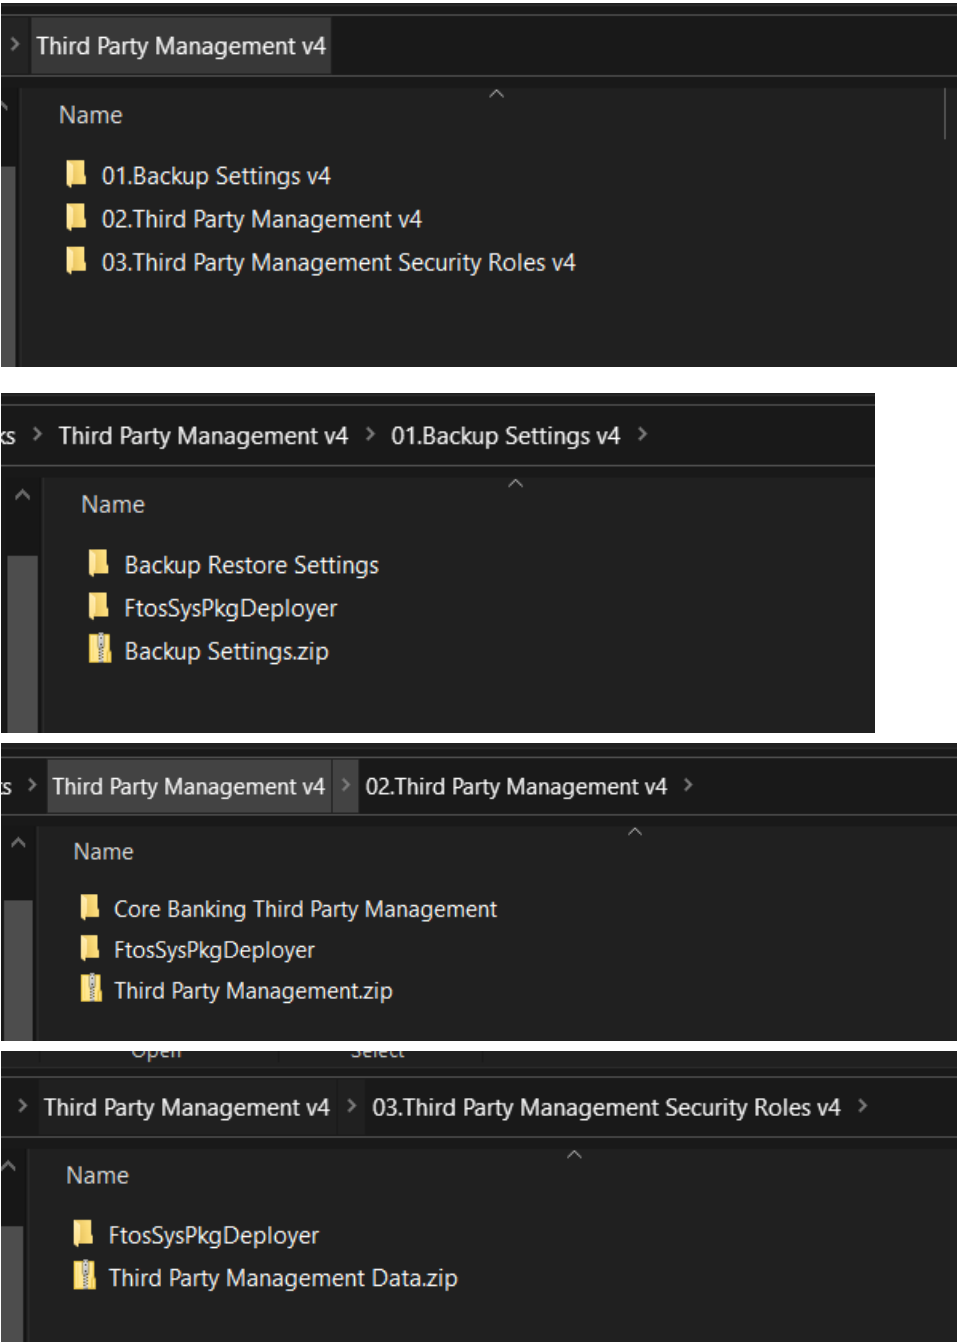 Third Party Management v4
Name
01.Backup Settings v4
02.Third Party Management v4
03.Third Party Management Security Roles v4
ks > Third Party Management v4 > 01.Backup Settings v4 >
Name
Backup Restore Settings
FtosSysPkgDeployer
Backup Settings.zip
s > Third Party Management v4 > 02.Third Party Management v4 >
Name
Core Banking Third Party Management
FtosSysPkgDeployer
Third Party Management.zip
Open Select
> Third Party Management v4 > 03.Third Party Management Security Roles v4 >
Name
FtosSysPkgDeployer
Third Party Management Data.zip